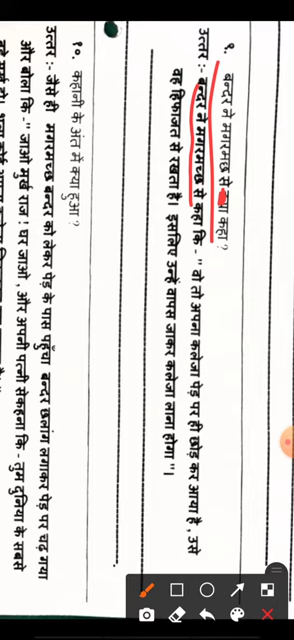 ९. बन्दर ने मगरमछ से क्या कहा ?
उत्तर :- बन्दर ने मगरमच्छ से कहा कि - " वो तो अपना कलेजा पेड़ पर ही छोड़ कर आया है , उसे
वह हिफाजत से रखता है। इसलिए उन्हें वापस जाकर कलेजा लाना होगा "।
१०. कहानी के अंत में क्या हुआ ?
उत्तर :- जैसे ही मगरमच्छ बन्दर को लेकर पेड़ के पास पहुँचा बन्दर छलांग लगाकर पेड़ पर चढ़ गया
और बोला कि -" जाओ मुर्ख राज ! घर जाओ , और अपनी पत्नी सेकहना कि - तुम दुनिया के सबसे